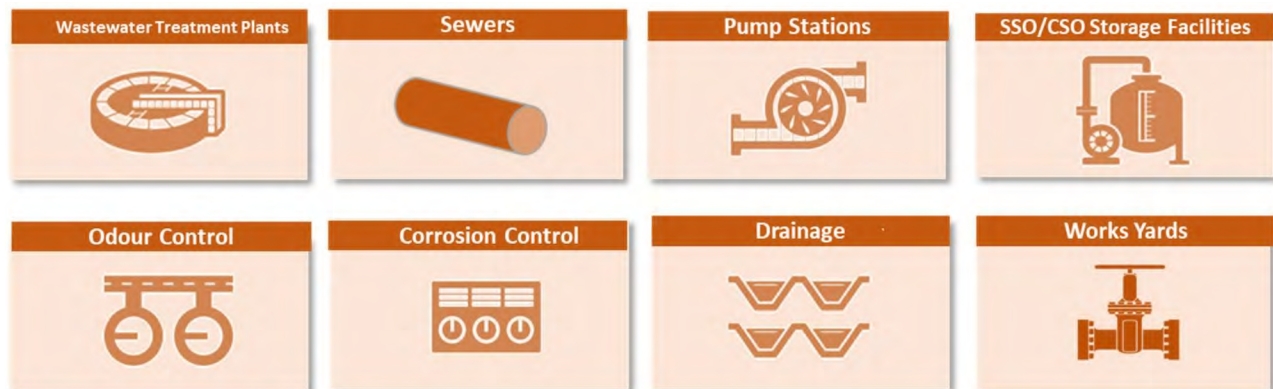 Wastewater Treatment Plants
Sewers
Pump Stations
SSO/CSO Storage Facilities
Odour Control
Corrosion Control
Drainage
Works Yards